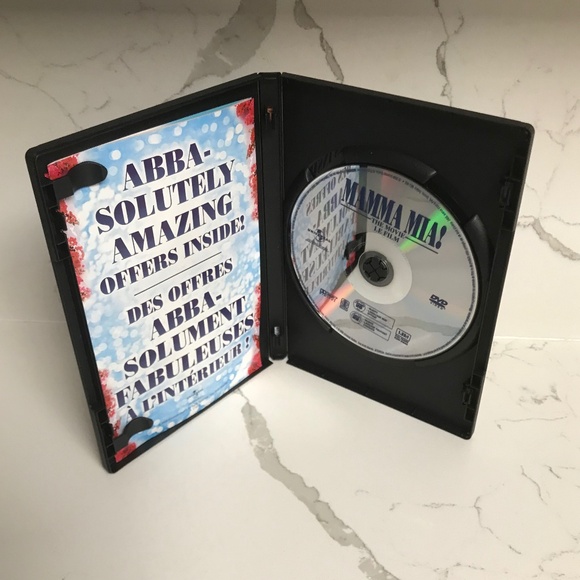 ABBA-
SOLUTELY
AMAZING
OFFERS INSIDE!
DES OFFRES
ABBA-
SOLUMENT
FABULEUSES
À L'INTÉRIEUR !
MAMMA MIA!
THE MOVIE
LE FILM
DVD